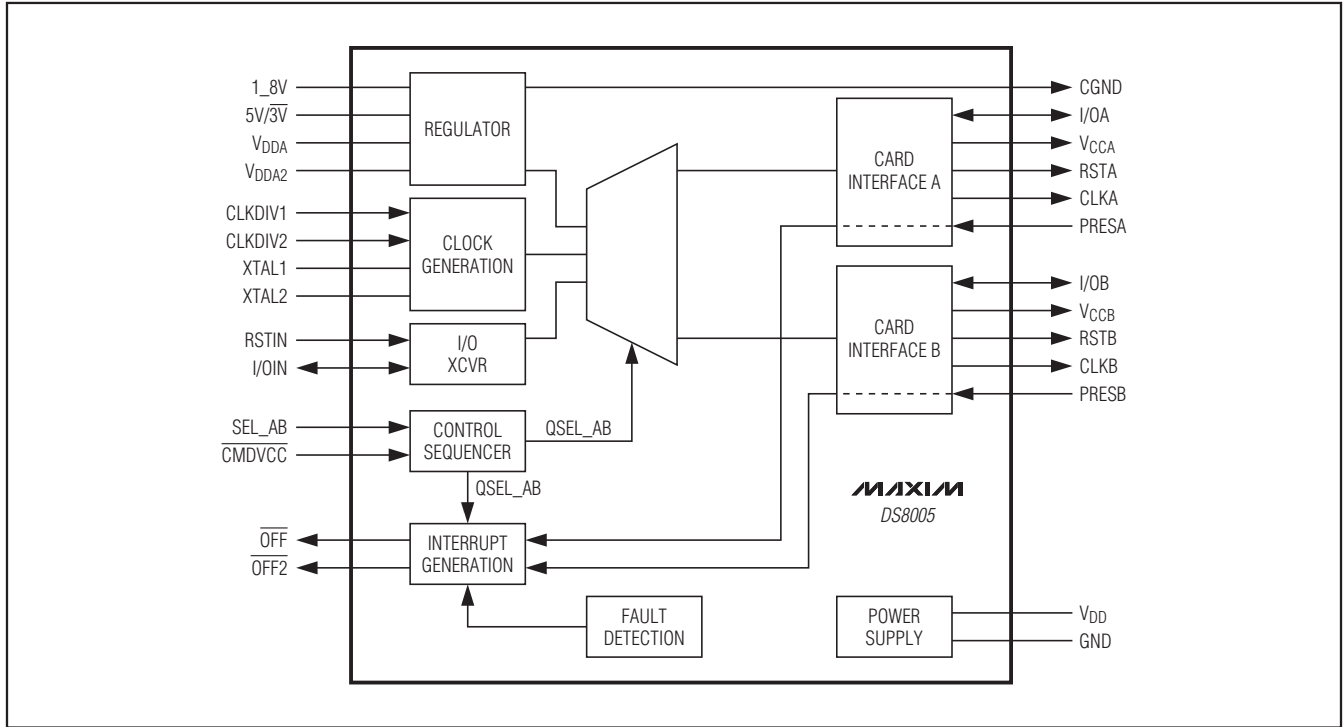 1_8V
5V/3V
VDDA
VDDA2
CLKDIV1
CLKDIV2
XTAL1
XTAL2
RSTIN
I/OIN
SEL_AB
CMDVCC
OFF
OFF2
REGULATOR
CLOCK
GENERATION
I/O
XCVR
CONTROL
SEQUENCER
QSEL_AB
QSEL_AB
INTERRUPT
GENERATION
FAULT
DETECTION
CARD
INTERFACE A
CARD
INTERFACE B
MAXIM
DS8005
POWER
SUPPLY
CGND
I/OA
VCCA
RSTA
CLKA
PRESA
I/OB
VCCB
RSTB
CLKB
PRESB
VDD
GND